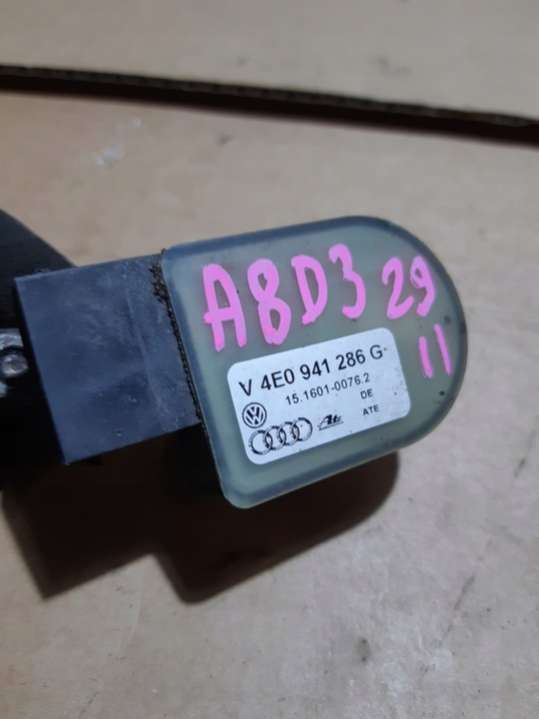 A8D3 29
11
V 4E0 941 286 G
15.1601-0076.2
DE
ATE